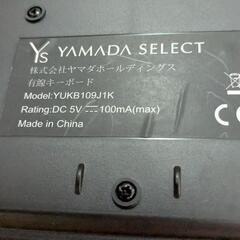 YS YAMADA SELECT
株式会社ヤマダホールディングス
有線キーボード
Model:YUKB109J1K
Rating:DC 5V⎓100mA(max)
Made in China
CE